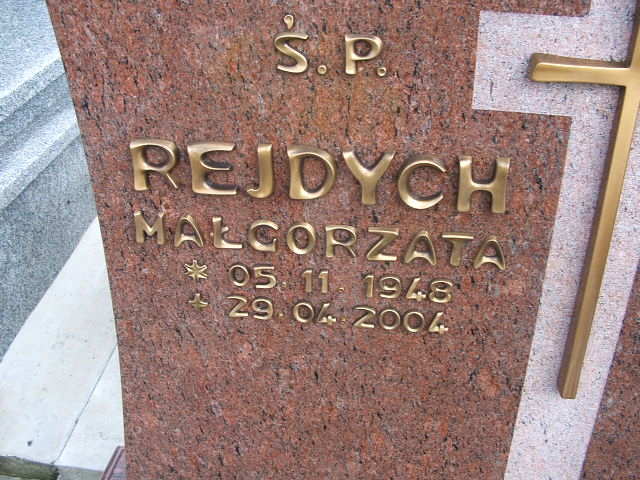 Ś.P.
REJDYCH
MAŁGORZATA
* 05.11.1948
+ 29.04.2004